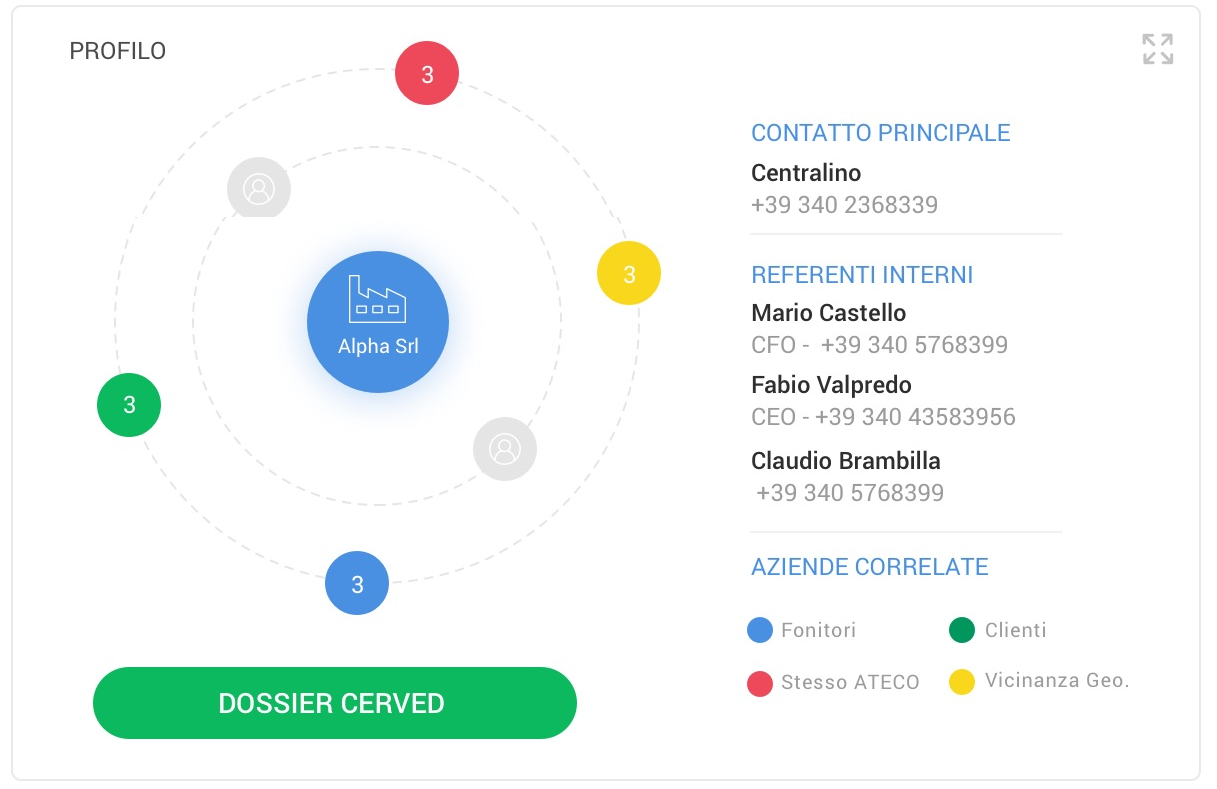 PROFILO
3
3
Alpha Srl
3
3
DOSSIER CERVED
CONTATTO PRINCIPALE
Centralino
+39 340 2368339
REFERENTI INTERNI
Mario Castello
CFO -  +39 340 5768399
Fabio Valpredo
CEO - +39 340 43583956
Claudio Brambilla
+39 340 5768399
AZIENDE CORRELATE
Fonitori
Clienti
Stesso ATECO
Vicinanza Geo.